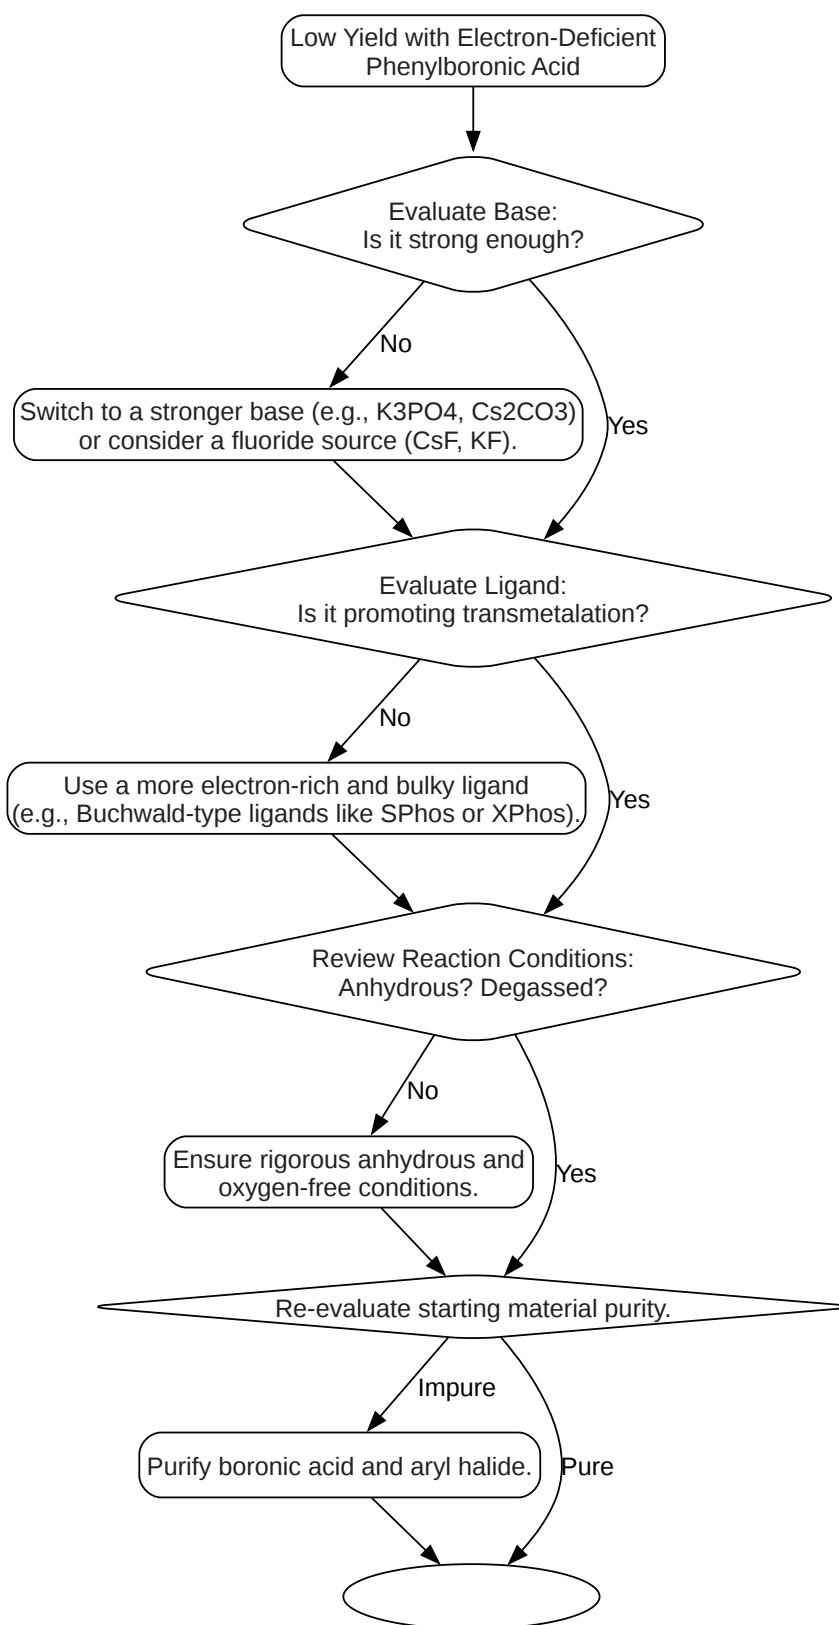 Low Yield with Electron-Deficient
Phenylboronic Acid
Evaluate Base:
Is it strong enough?
No
Switch to a stronger base (e.g., K3PO4, Cs2CO3)
or consider a fluoride source (CsF, KF).
Yes
Evaluate Ligand:
Is it promoting transmetalation?
No
Use a more electron-rich and bulky ligand
(e.g., Buchwald-type ligands like SPhos or XPhos).
Yes
Review Reaction Conditions:
Anhydrous? Degassed?
No
Ensure rigorous anhydrous and
oxygen-free conditions.
Yes
Re-evaluate starting material purity.
Impure
Purify boronic acid and aryl halide.
Pure